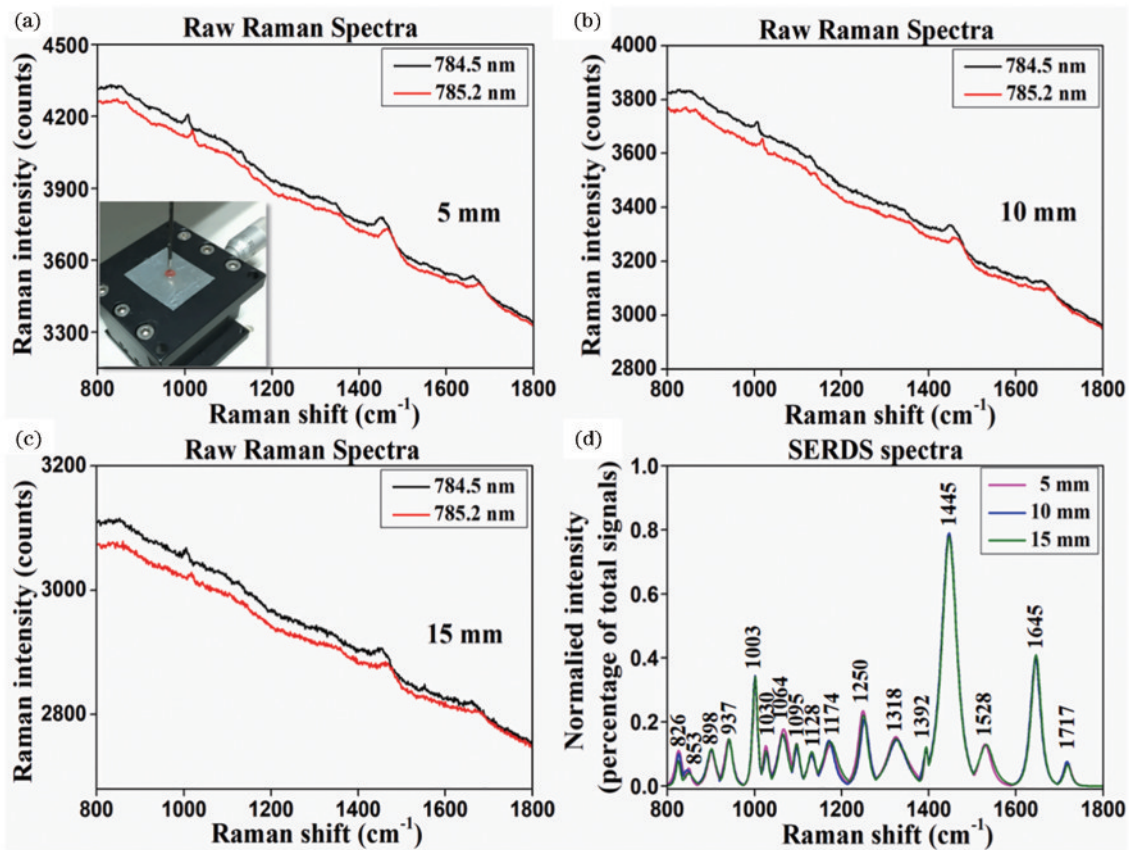 (a)
Raw Raman Spectra
4500
4200
3900
3600
3300
Raman intensity (counts)
784.5 nm
785.2 nm
5 mm
800 1000 1200 1400 1600 1800
Raman shift (cm⁻¹)
(b)
Raw Raman Spectra
4000
3800
3600
3400
3200
3000
2800
Raman intensity (counts)
784.5 nm
785.2 nm
10 mm
800 1000 1200 1400 1600 1800
Raman shift (cm⁻¹)
(c)
Raw Raman Spectra
3200
3000
2800
Raman intensity (counts)
784.5 nm
785.2 nm
15 mm
800 1000 1200 1400 1600 1800
Raman shift (cm⁻¹)
(d)
SERDS spectra
1.0
0.8
0.6
0.4
0.2
0.0
Normalied intensity
(percentage of total signals)
5 mm
10 mm
15 mm
826
853
898
937
1003
1030
1064
1095
1128
1174
1250
1318
1392
1445
1528
1645
1717
800 1000 1200 1400 1600 1800
Raman shift (cm⁻¹)